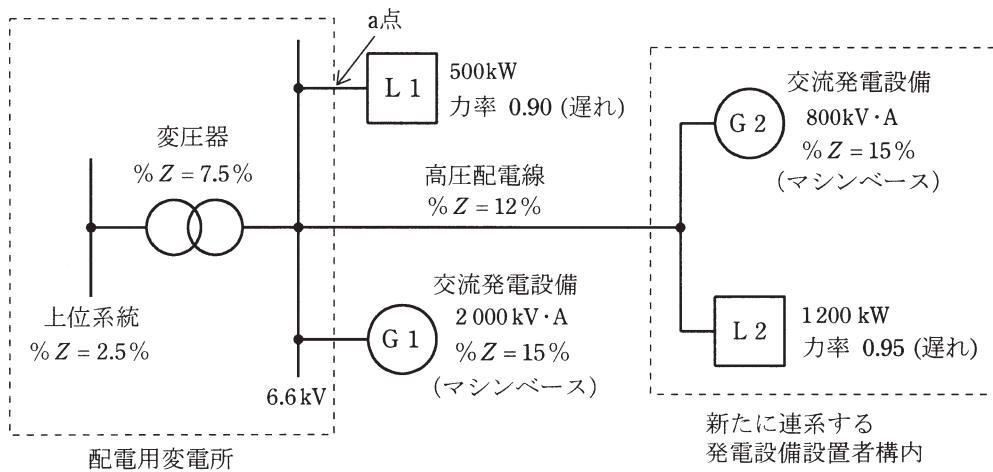 a点
L 1
500kW
力率 0.90 (遅れ)
変圧器
% Z = 7.5%
上位系統
% Z = 2.5%
6.6kV
配電用変電所
高圧配電線
% Z = 12%
交流発電設備
2 000 kV·A
% Z = 15%
(マシンベース)
G 1
交流発電設備
800kV·A
% Z = 15%
(マシンベース)
G 2
L 2
1 200 kW
力率 0.95 (遅れ)
新たに連系する
発電設備設置者構内